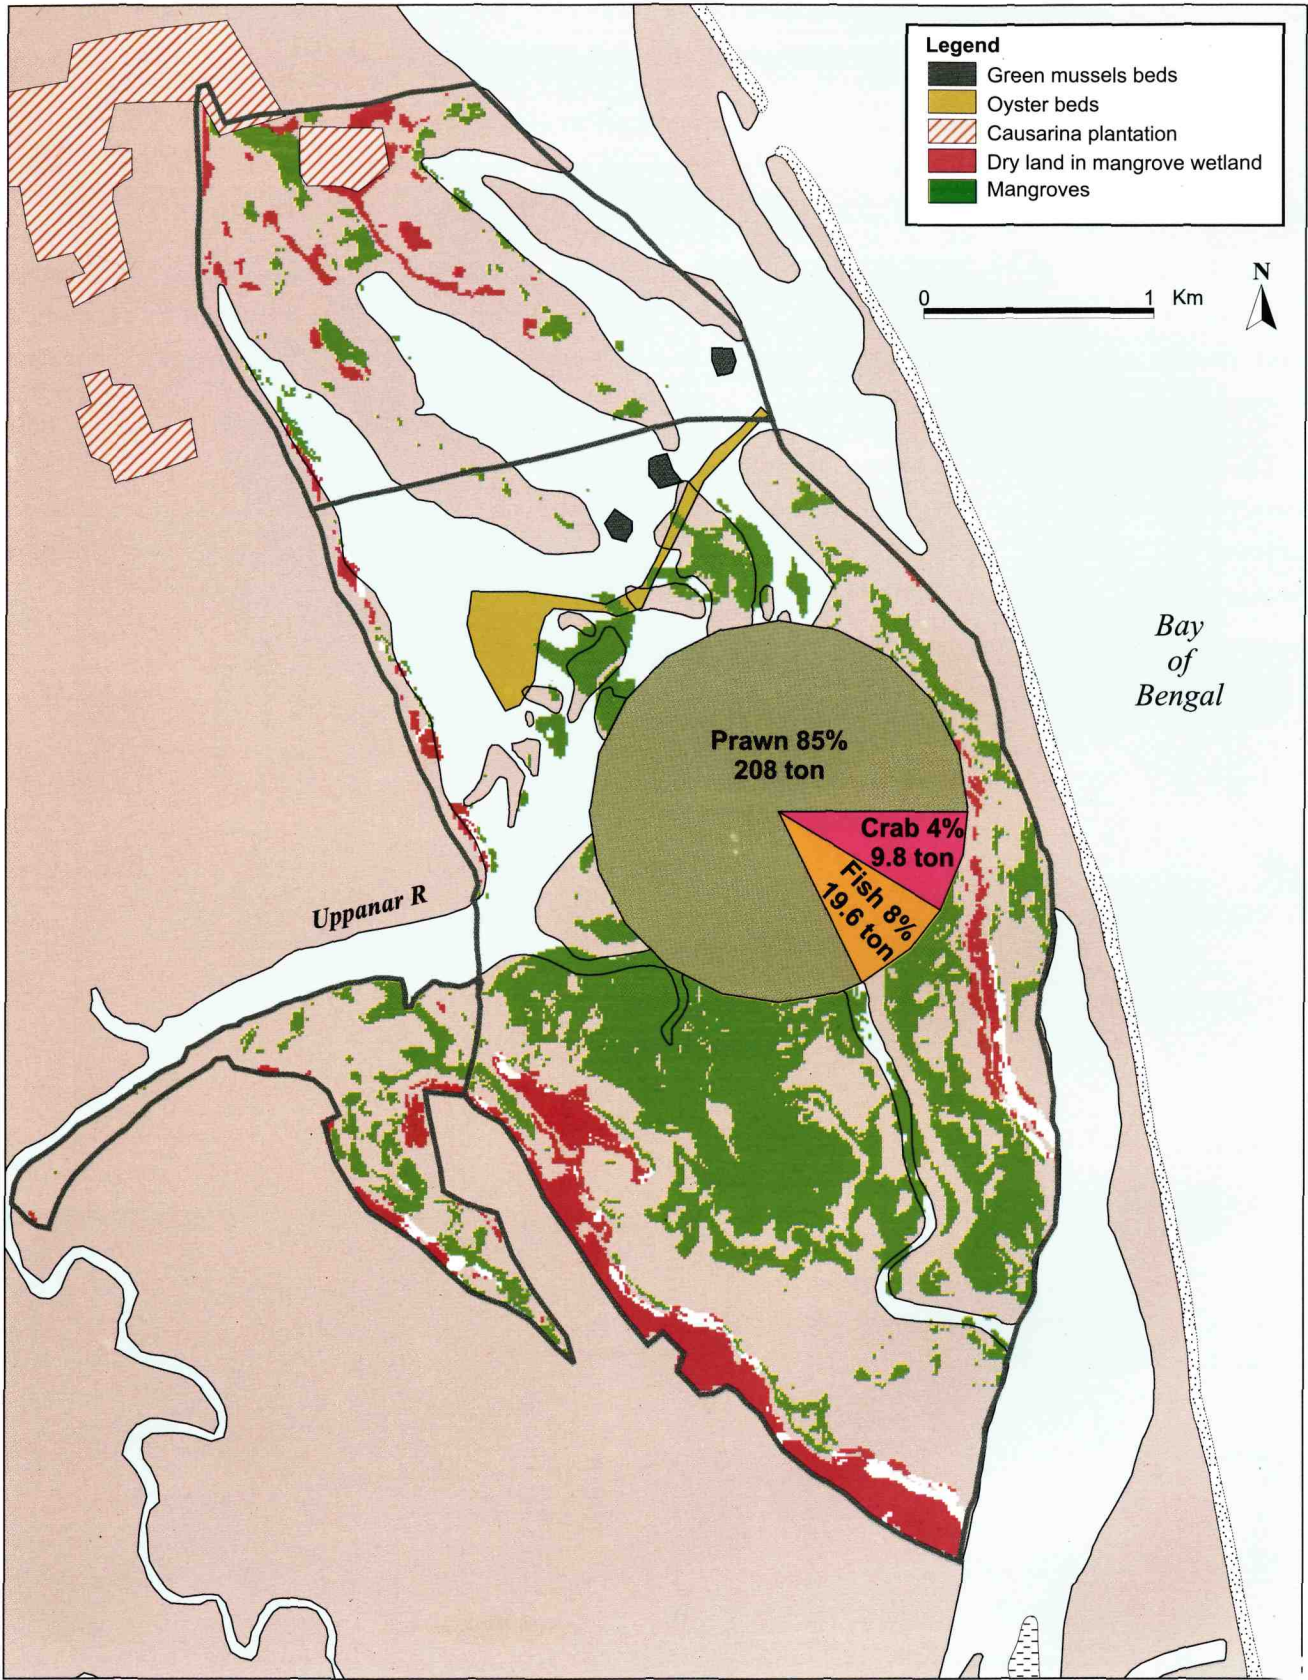 Legend
Green mussels beds
Oyster beds
Causarina plantation
Dry land in mangrove wetland
Mangroves
N
0 1 Km
Bay
of
Bengal
Prawn 85%
208 ton
Crab 4%
9.8 ton
Fish 8%
19.6 ton
Uppanar R